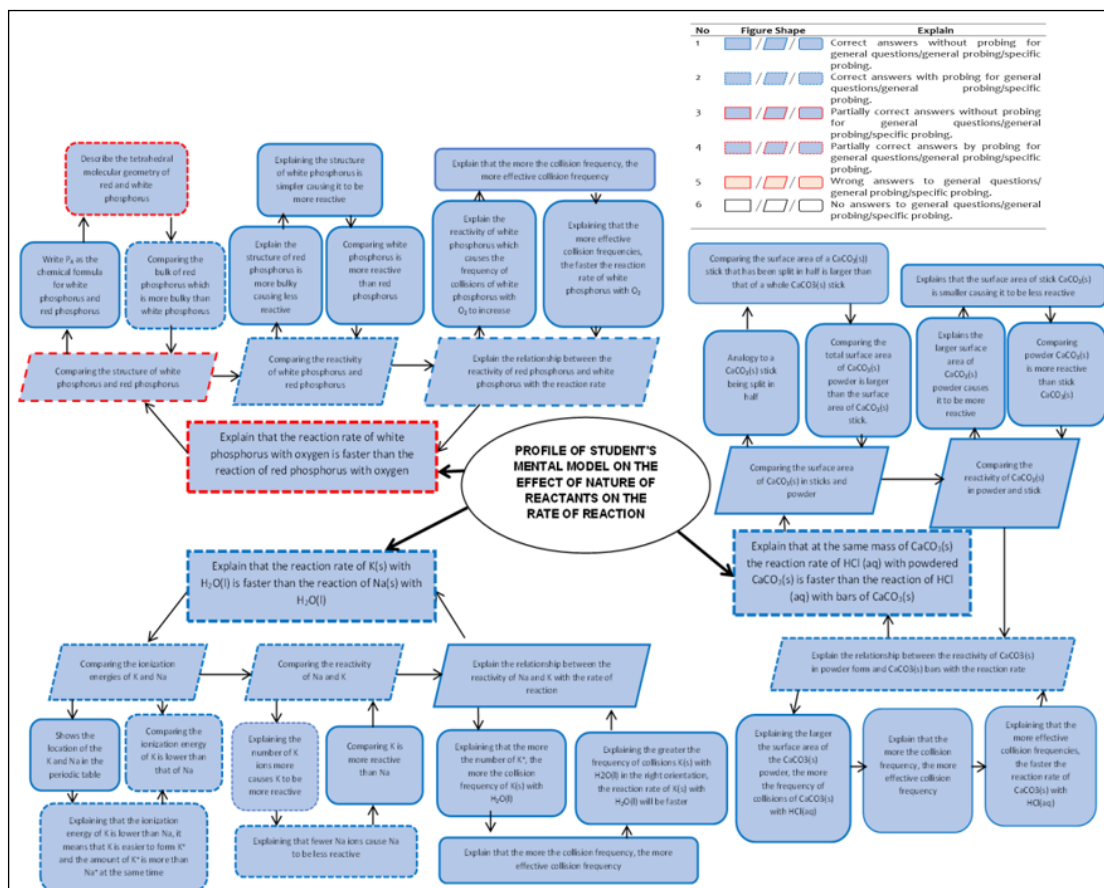 No Figure Shape Explain
1 / / Correct answers without probing for
general questions/general probing/specific
probing.
2 / / Correct answers with probing for general
questions/general probing/specific
probing.
3 / / Partially correct answers without probing
for general questions/general
probing/specific probing.
4 / / Partially correct answers by probing for
general questions/general probing/specific
probing.
5 / / Wrong answers to general questions/
general probing/specific probing.
6 / / No answers to general questions/general
probing/specific probing.
Describe the tetrahedral
molecular geometry of
red and white
phosphorus
Explaining the structure
of white phosphorus is
simpler causing it to be
more reactive
Explain that the more the collision frequency, the
more effective collision frequency
Write P₄ as the
chemical formula
for white
phosphorus and
red phosphorus
Comparing the
bulk of red
phosphorus which
is more bulky than
white phosphorus
Explain the
structure of red
phosphorus is
more bulky
causing less
reactive
Comparing white
phosphorus is
more reactive
than red
phosphorus
Explain the
reactivity of white
phosphorus which
causes the
frequency of
collisions of white
phosphorus with
O₂ to increase
Explaining that the
more effective
collision
frequencies, the
faster the reaction
rate of white
phosphorus with O₂
Comparing the structure of white
phosphorus and red phosphorus
Comparing the reactivity
of white phosphorus and
red phosphorus
Explain the relationship between the
reactivity of red phosphorus and white
phosphorus with the reaction rate
Explain that the reaction rate of white
phosphorus with oxygen is faster than the
reaction of red phosphorus with oxygen
PROFILE OF STUDENT'S
MENTAL MODEL ON THE
EFFECT OF NATURE OF
REACTANTS ON THE
RATE OF REACTION
Comparing the surface area of a CaCO₃(s))
stick that has been split in half is larger than
that of a whole CaCO3(s) stick
Explains that the surface area of stick CaCO₃(s)
is smaller causing it to be less reactive
Analogy to a
CaCO₃(s) stick
being split in
half
Comparing the
total surface area
of CaCO₃(s)
powder is larger
than the surface
area of CaCO₃(s)
stick.
Explains the
larger surface
area of
CaCO₃(s)
powder causes
it to be more
reactive
Comparing
powder CaCO₃(s)
is more reactive
than stick
CaCO₃(s)
Comparing the surface area
of CaCO₃(s) in sticks and
powder
Comparing the
reactivity of CaCO₃(s)
in powder and stick
Explain that at the same mass of CaCO₃(s)
the reaction rate of HCl (aq) with powdered
CaCO₃(s) is faster than the reaction of HCl
(aq) with bars of CaCO₃(s)
Explain the relationship between the reactivity of CaCO3(s)
in powder form and CaCO3(s) bars with the reaction rate
Explaining the larger
the surface area of
the CaCO3(s)
powder, the more
the frequency of
collisions of CaCO3(s)
with HCl(aq)
Explain that the
more the collision
frequency, the more
effective collision
frequency
Explaining that the
more effective
collision frequencies,
the faster the
reaction rate of
CaCO3(s) with
HCl(aq)
Explain that the reaction rate of K(s) with
H₂O(l) is faster than the reaction of Na(s) with
H₂O(l)
Comparing the ionization
energies of K and Na
Comparing the reactivity
of Na and K
Explain the relationship between the
reactivity of Na and K with the rate of
reaction
Shows the
location of the
K and Na in the
periodic table
Comparing the
ionization energy
of K is lower than
that of Na
Explaining the
number of K
ions more
causes K to be
more reactive
Comparing K is
more reactive
than Na
Explaining that the more
the number of K⁺, the
more the collision
frequency of K(s) with
H₂O(l)
Explaining the greater the
frequency of collisions K(s) with
H2O(l) in the right orientation,
the reaction rate of K(s) with
H₂O(l) will be faster
Explaining that the ionization
energy of K is lower than Na, it
means that K is easier to form K⁺
and the amount of K⁺ is more than
Na⁺ at the same time
Explaining that fewer Na ions cause Na
to be less reactive
Explain that the more the collision frequency, the more
effective collision frequency